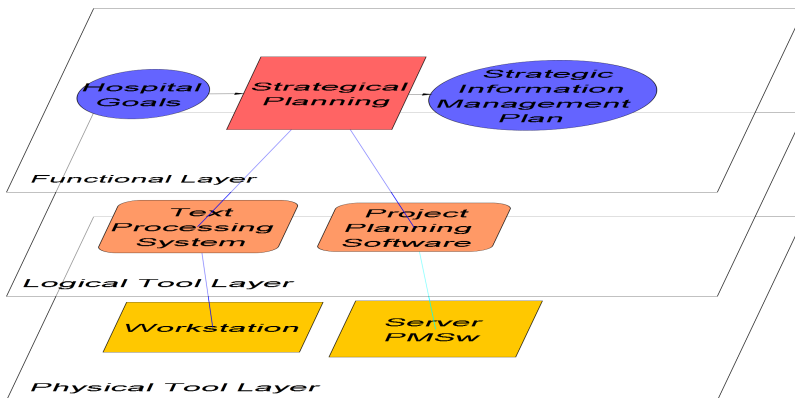 Hospital
Goals
Strategical
Planning
Strategic
Information
Management
Plan
Functional Layer
Text
Processing
System
Project
Planning
Software
Logical Tool Layer
Workstation
Server
PMSw
Physical Tool Layer